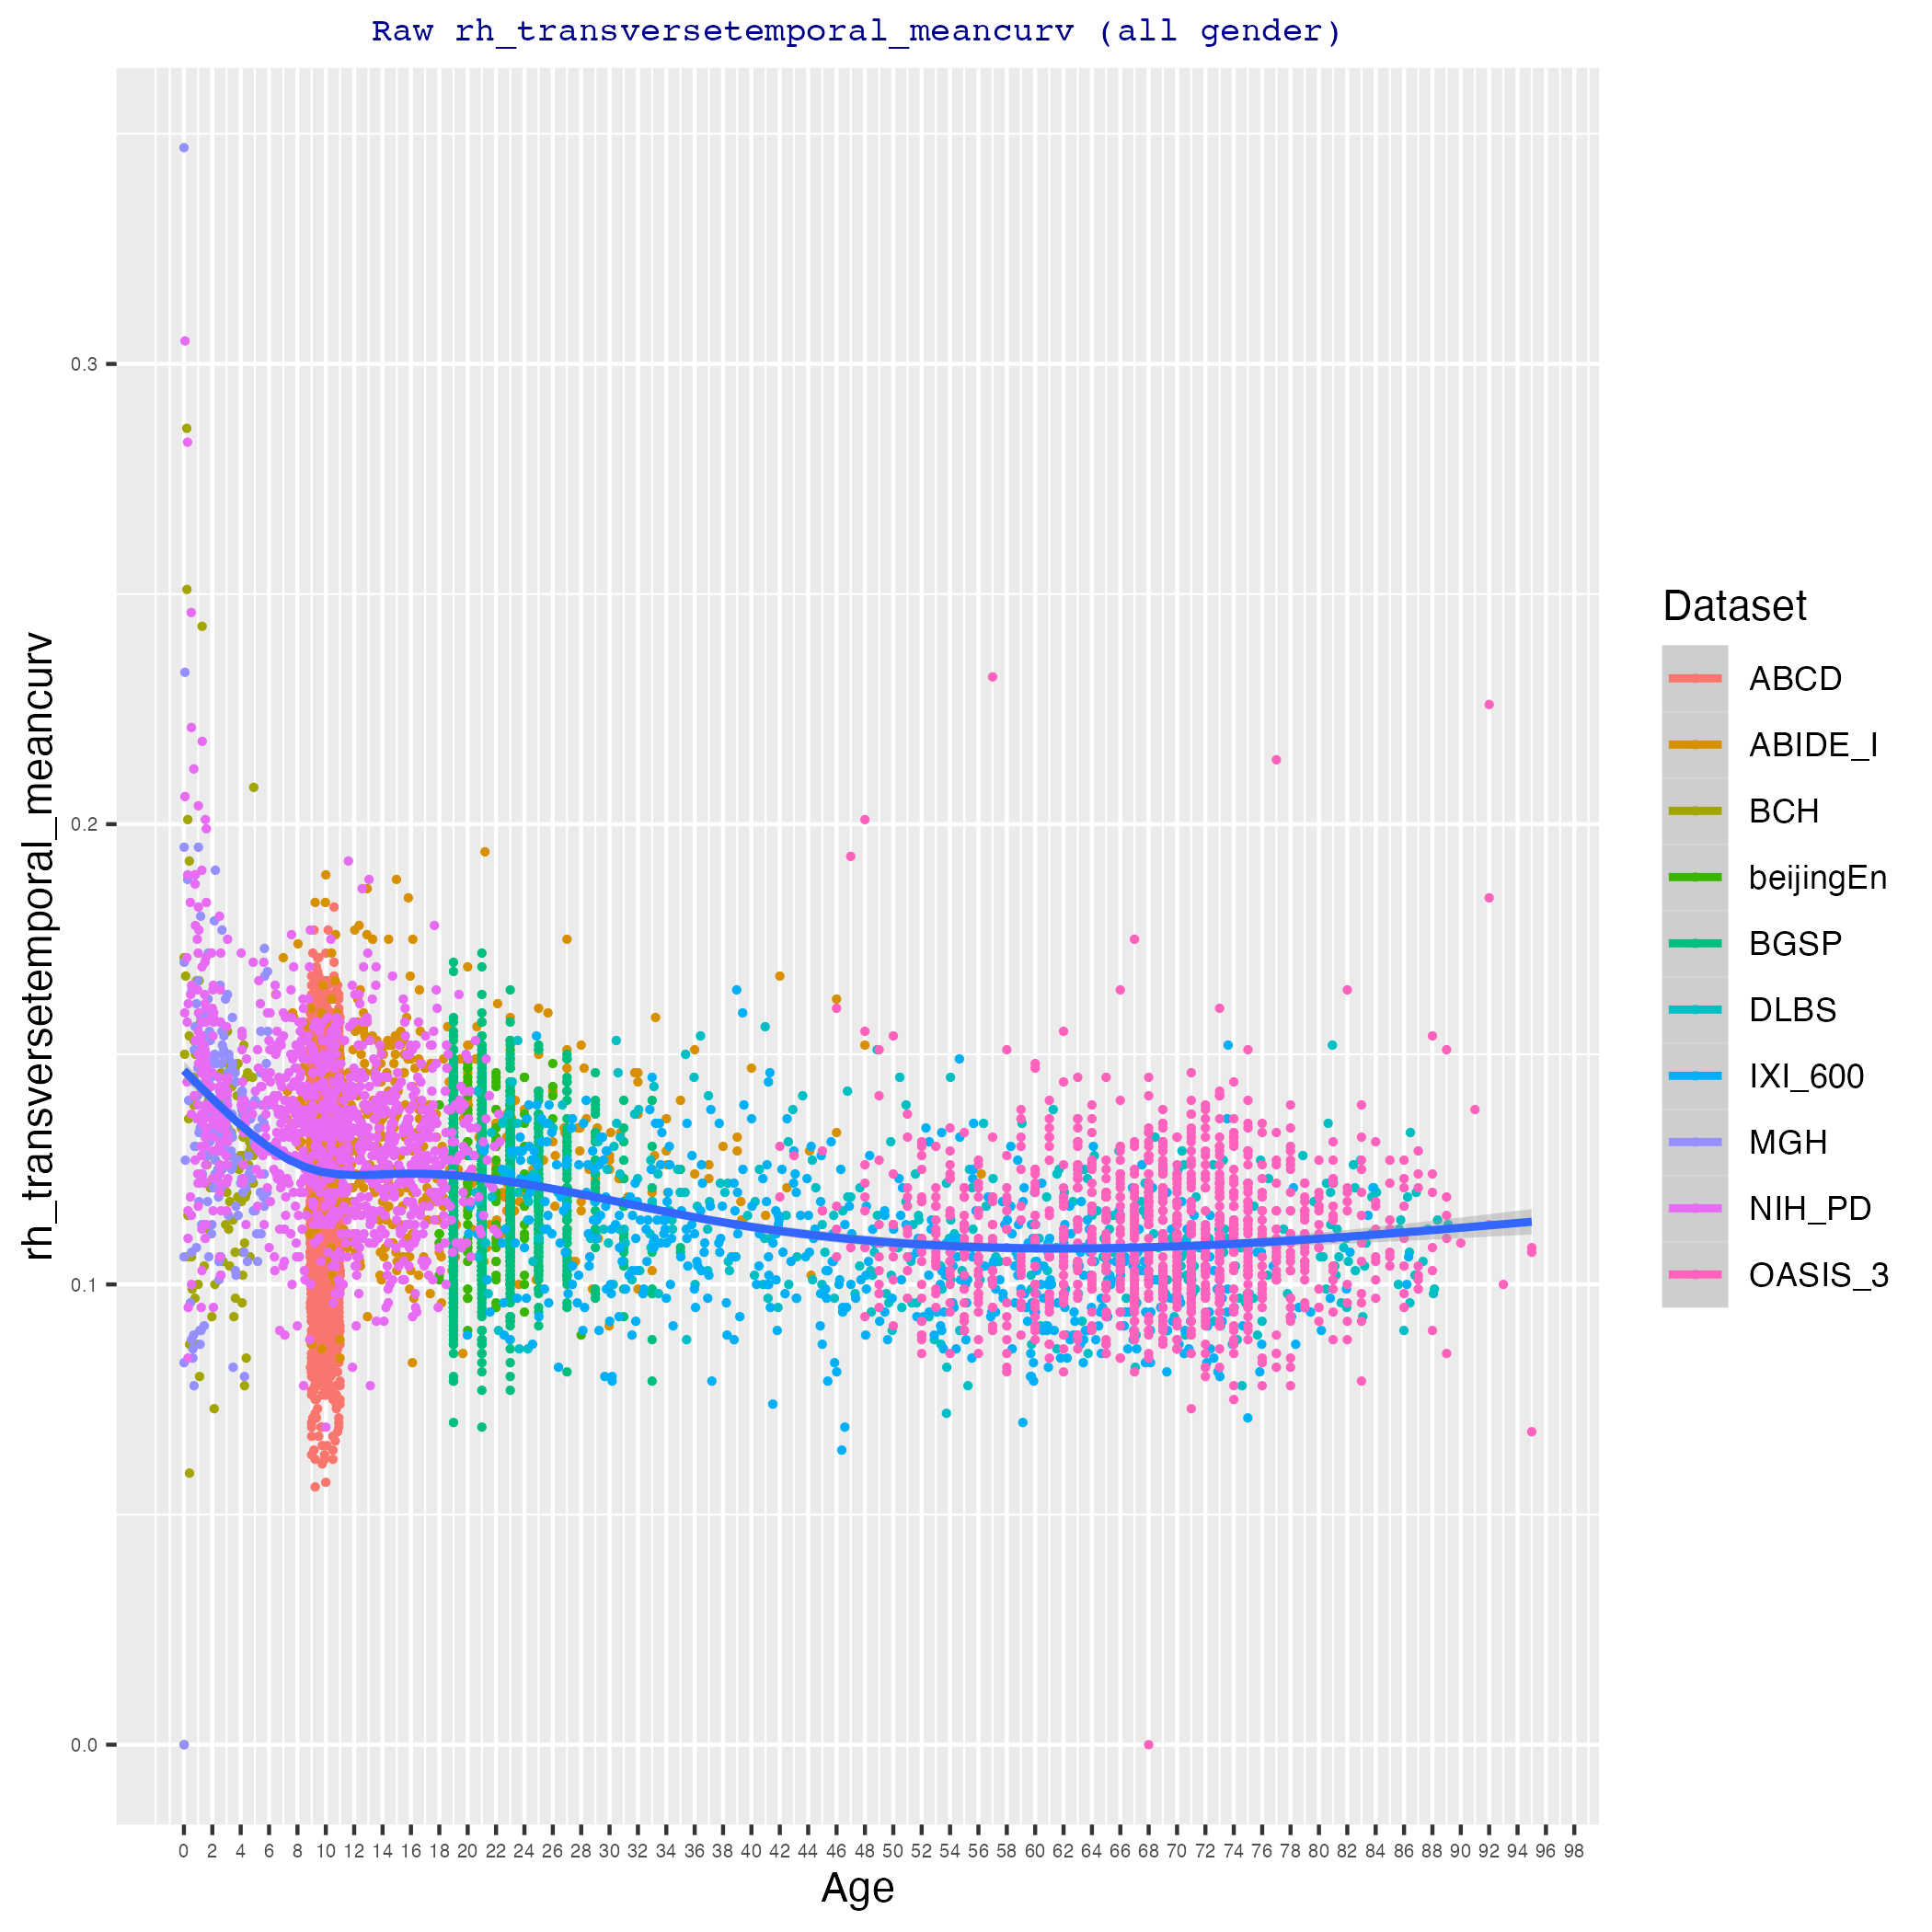 Raw rh_transversetemporal_meancurv (all gender)
rh_transversetemporal_meancurv
0.3
0.2
0.1
0.0
0 2 4 6 8 10 12 14 16 18 20 22 24 26 28 30 32 34 36 38 40 42 44 46 48 50 52 54 56 58 60 62 64 66 68 70 72 74 76 78 80 82 84 86 88 90 92 94 96 98
Age
Dataset
ABCD
ABIDE_I
BCH
beijingEn
BGSP
DLBS
IXI_600
MGH
NIH_PD
OASIS_3